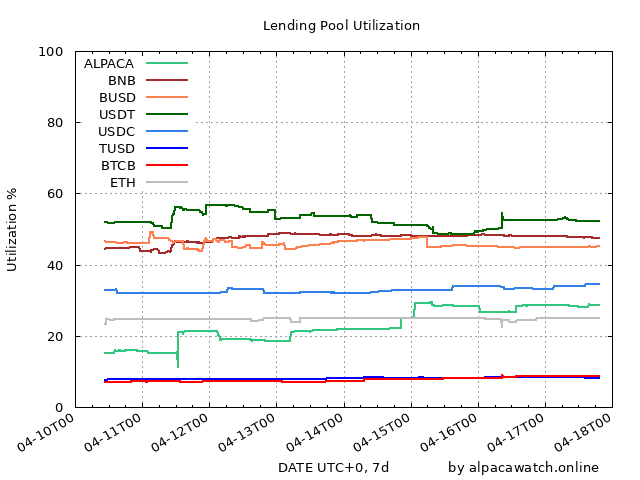 Lending Pool Utilization
100
80
60
40
20
0
Utilization %
ALPACA
BNB
BUSD
USDT
USDC
TUSD
BTCB
ETH
04-10T00
04-11T00
04-12T00
04-13T00
04-14T00
04-15T00
04-16T00
04-17T00
04-18T00
DATE UTC+0, 7d
by alpacawatch.online